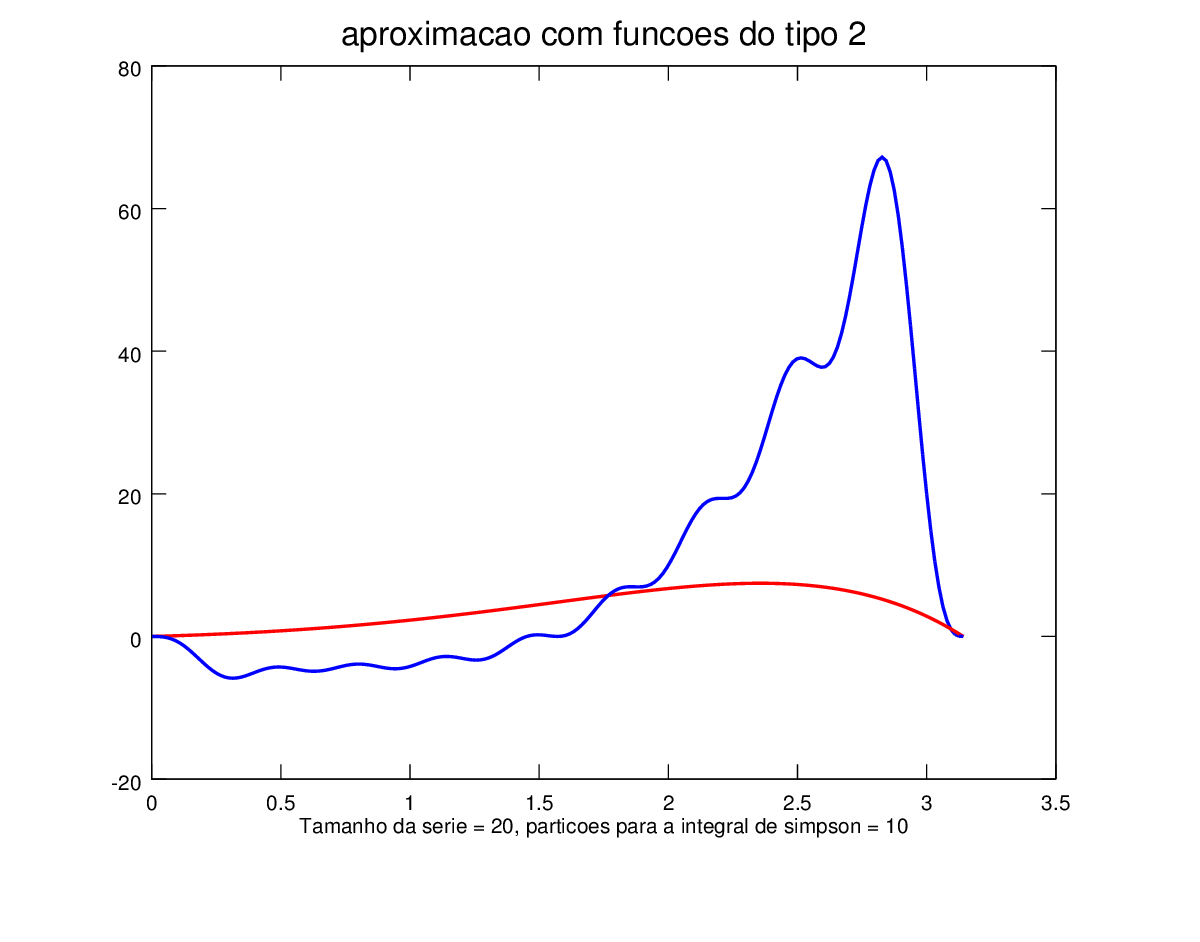 aproximacao com funcoes do tipo 2
80
60
40
20
0
-20
0 0.5 1 1.5 2 2.5 3 3.5
Tamanho da serie = 20, particoes para a integral de simpson = 10